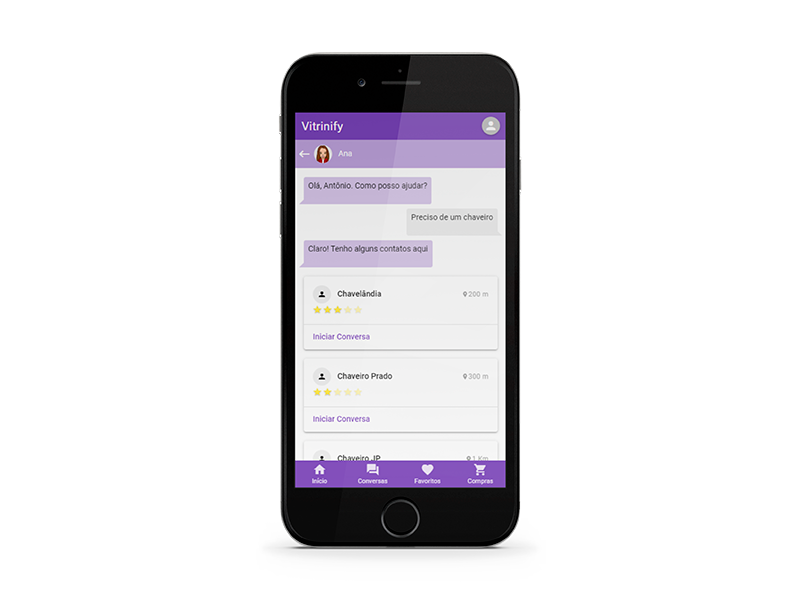 Vitrinify
Ana
Olá, Antônio. Como posso ajudar?
Preciso de um chaveiro
Claro! Tenho alguns contatos aqui
Chavelândia
200 m
Iniciar Conversa
Chaveiro Prado
300 m
Iniciar Conversa
Chaveiro JP
1 Km
Início
Conversas
Favoritos
Compras